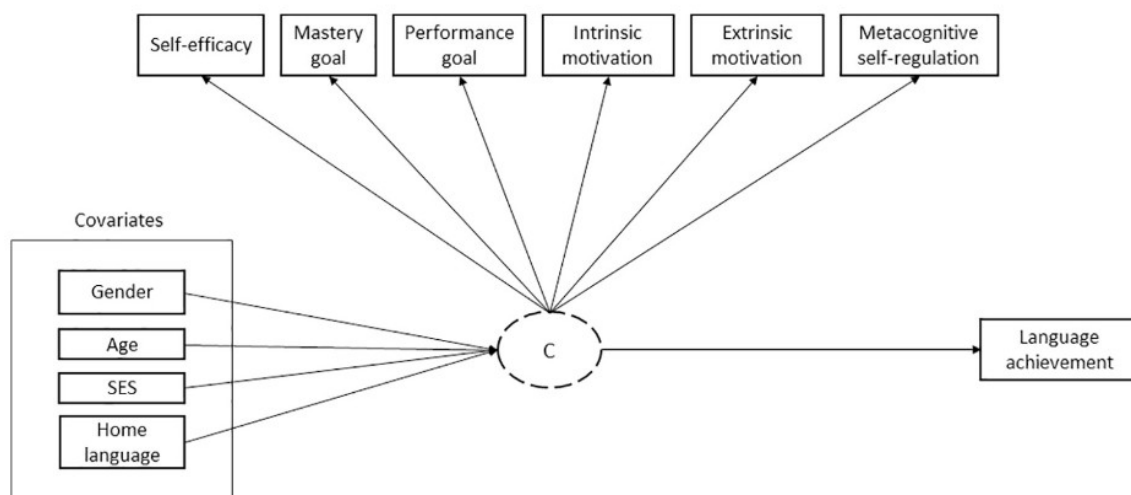 Self-efficacy
Mastery
goal
Performance
goal
Intrinsic
motivation
Extrinsic
motivation
Metacognitive
self-regulation
Covariates
Gender
Age
SES
Home
language
C
Language
achievement